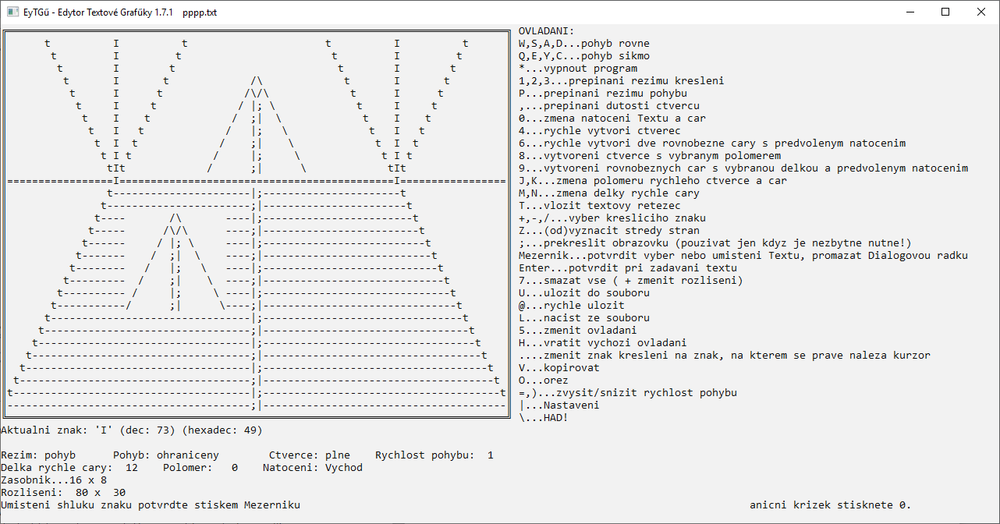 EyTGű - Edytor Textové Grafűky 1.7.1    pppp.txt
OVLADANI:
W,S,A,D...pohyb rovne
Q,E,Y,C...pohyb sikmo
*...vypnout program
1,2,3...prepinani rezimu kresleni
P...prepinani rezimu pohybu
,...prepinani dutosti ctvercu
0...zmena natoceni Textu a car
4...rychle vytvori ctverec
6...rychle vytvori dve rovnobezne cary s predvolenym natocenim
8...vytvoreni ctverce s vybranym polomerem
9...vytvoreni rovnobeznych car s vybranou delkou a predvolenym natocenim
J,K...zmena polomeru rychleho ctverce a car
M,N...zmena delky rychle cary
T...vlozit textovy retezec
+,-,/...vyber kresliciho znaku
Z...(od)vyznacit stredy stran
;...prekreslit obrazovku (pouzivat jen kdyz je nezbytne nutne!)
Mezernik...potvrdit vyber nebo umisteni Textu, promazat Dialogovou radku
Enter...potvrdit pri zadavani textu
7...smazat vse ( + zmenit rozliseni)
U...ulozit do souboru
@...rychle ulozit
L...nacist ze souboru
5...zmenit ovladani
H...vratit vychozi ovladani
....zmenit znak kresleni na znak, na kterem se prave naleza kurzor
V...kopirovat
O...orez
=,)...zvysit/snizit rychlost pohybu
|...Nastaveni
\...HAD!
Aktualni znak: 'I' (dec: 73) (hexadec: 49)
Rezim: pohyb      Pohyb: ohraniceny        Ctverce: plne    Rychlost pohybu:  1
Delka rychle cary:  12    Polomer:   0    Natoceni: Vychod
Zasobnik...16 x 8
Rozliseni:  80 x  30
Umisteni shluku znaku potvrdte stiskem Mezerniku    anicni krizek stisknete 0.